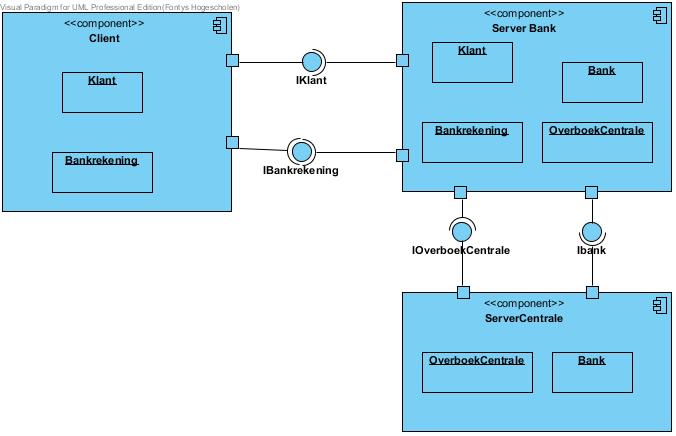 Visual Paradigm for UML Professional Edition(Fontys Hogescholen)
<<component>>
Client
Klant
Bankrekening
IKlant
IBankrekening
<<component>>
Server Bank
Klant
Bank
Bankrekening
OverboekCentrale
IOverboekCentrale
Ibank
<<component>>
ServerCentrale
OverboekCentrale
Bank